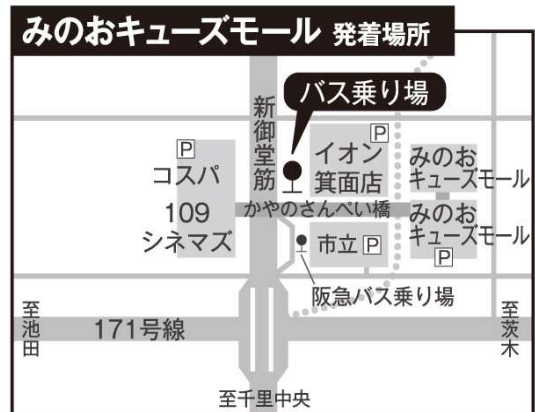 みのおキューズモール 発着場所
バス乗り場
新御堂筋
P
コスパ
109
シネマズ
P
イオン
箕面店
みのお
キューズモール
かやのさんぺい橋
みのお
キューズモール
P
市立 P
阪急バス乗り場
至池田
171号線
至茨木
至千里中央